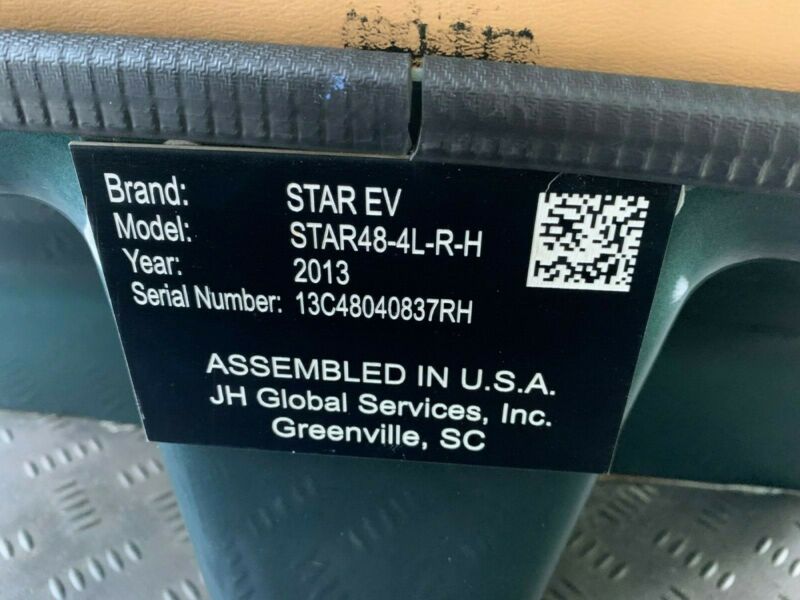 Brand: STAR EV
Model: STAR48-4L-R-H
Year: 2013
Serial Number: 13C48040837RH
ASSEMBLED IN U.S.A.
JH Global Services, Inc.
Greenville, SC